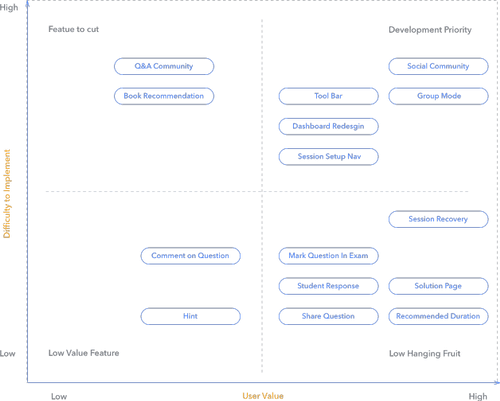 High
Featue to cut
Development Priority
Q&A Community
Social Community
Book Recommendation
Tool Bar
Group Mode
Dashboard Redesgin
Session Setup Nav
Difficulty to Implement
Session Recovery
Comment on Question
Mark Question In Exam
Student Response
Solution Page
Hint
Share Question
Recommended Duration
Low
Low Value Feature
Low Hanging Fruit
Low
User Value
High